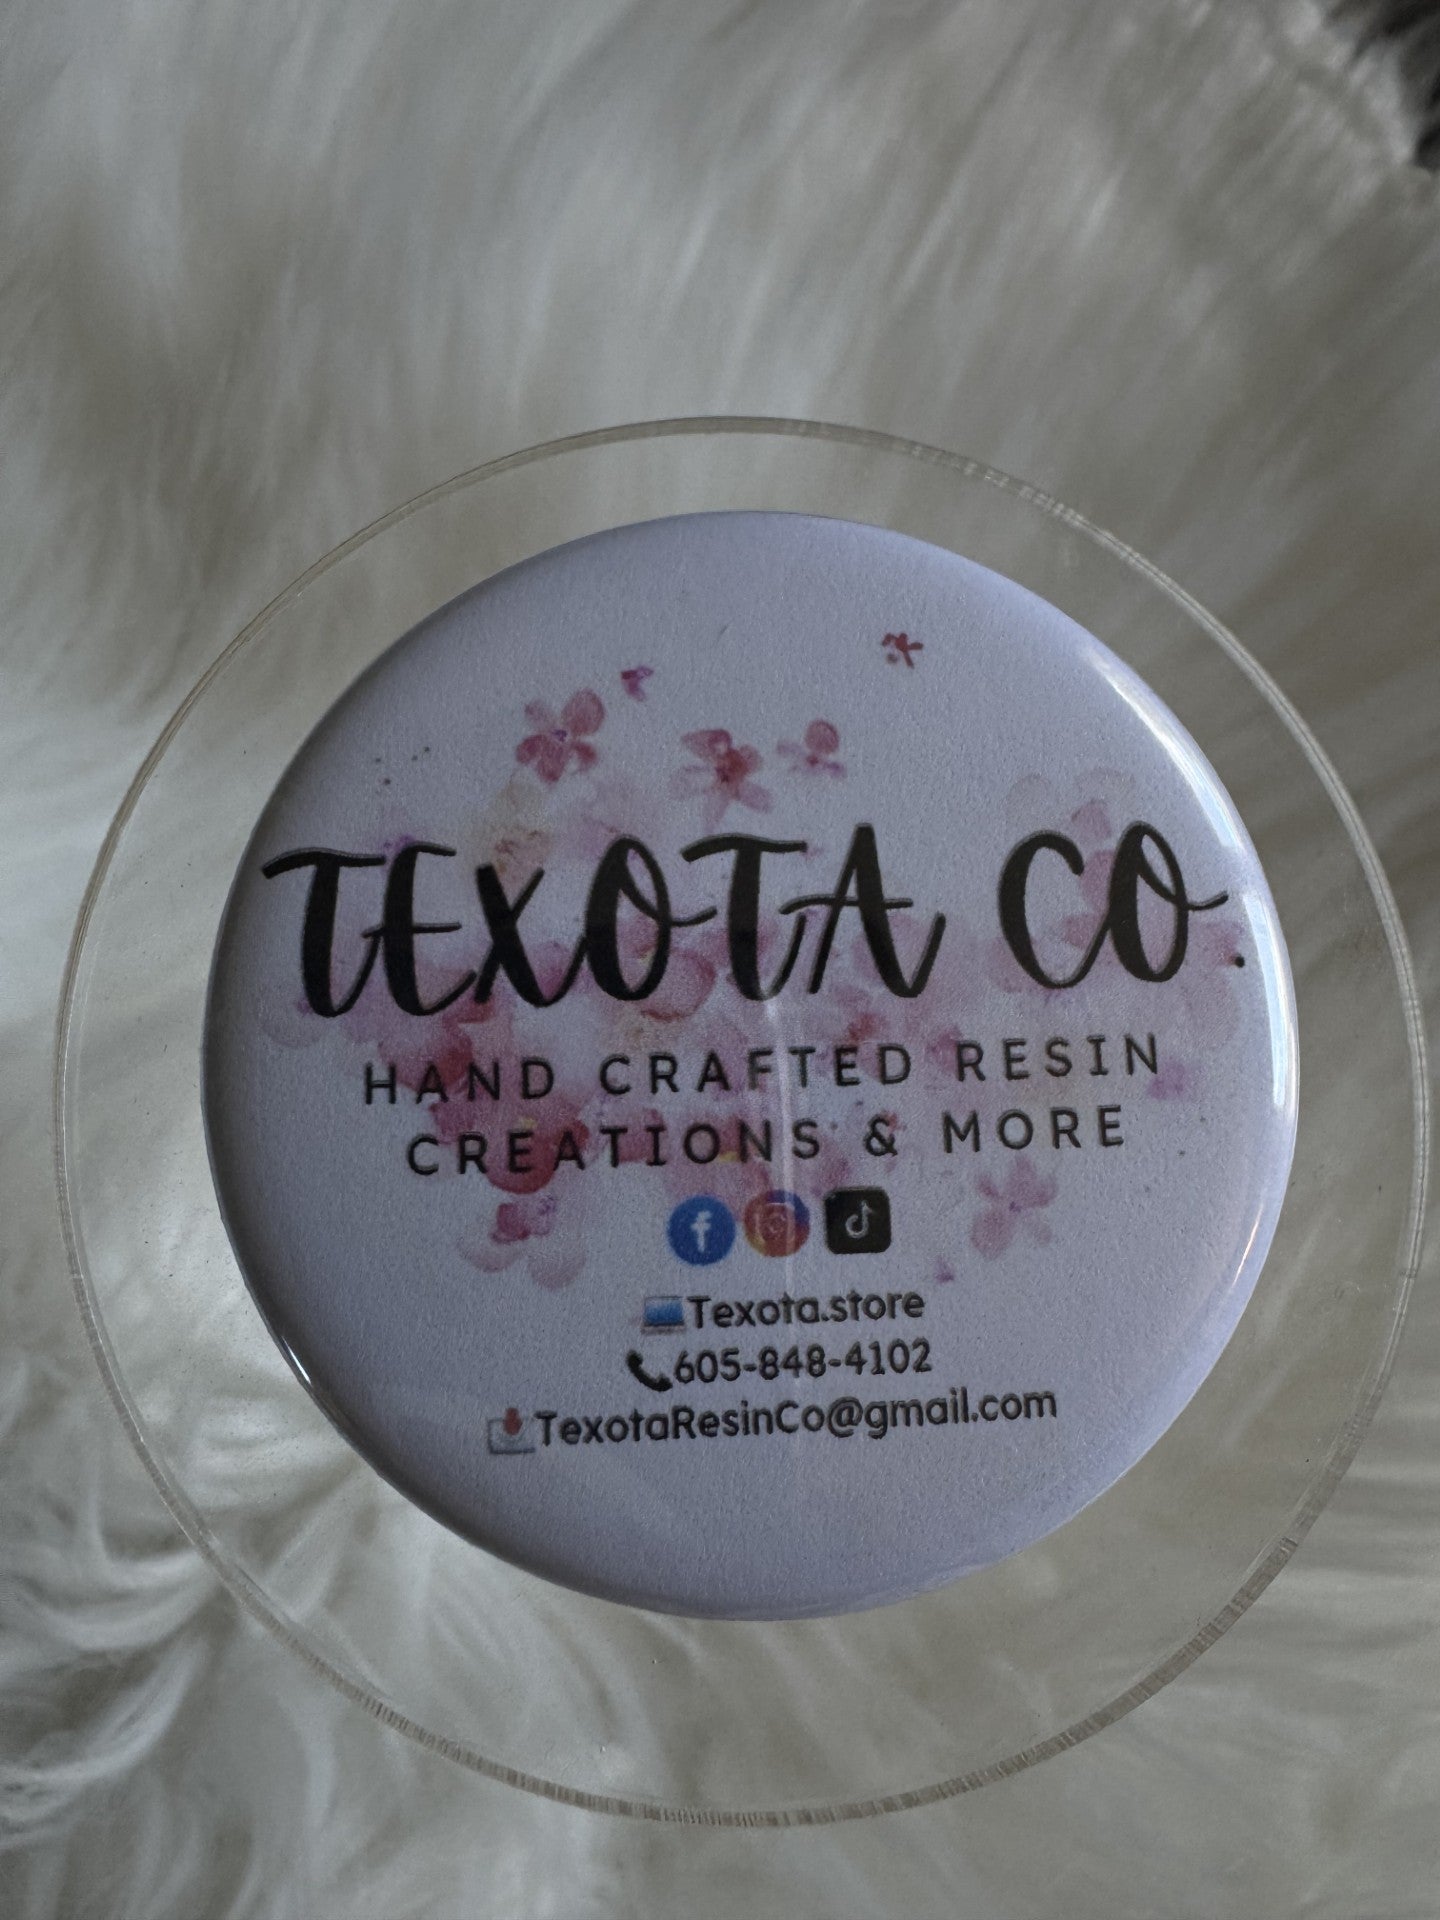 TEXOTA CO.
HAND CRAFTED RESIN
CREATIONS & MORE
Texota.store
605-848-4102
TexotaResinCo@gmail.com